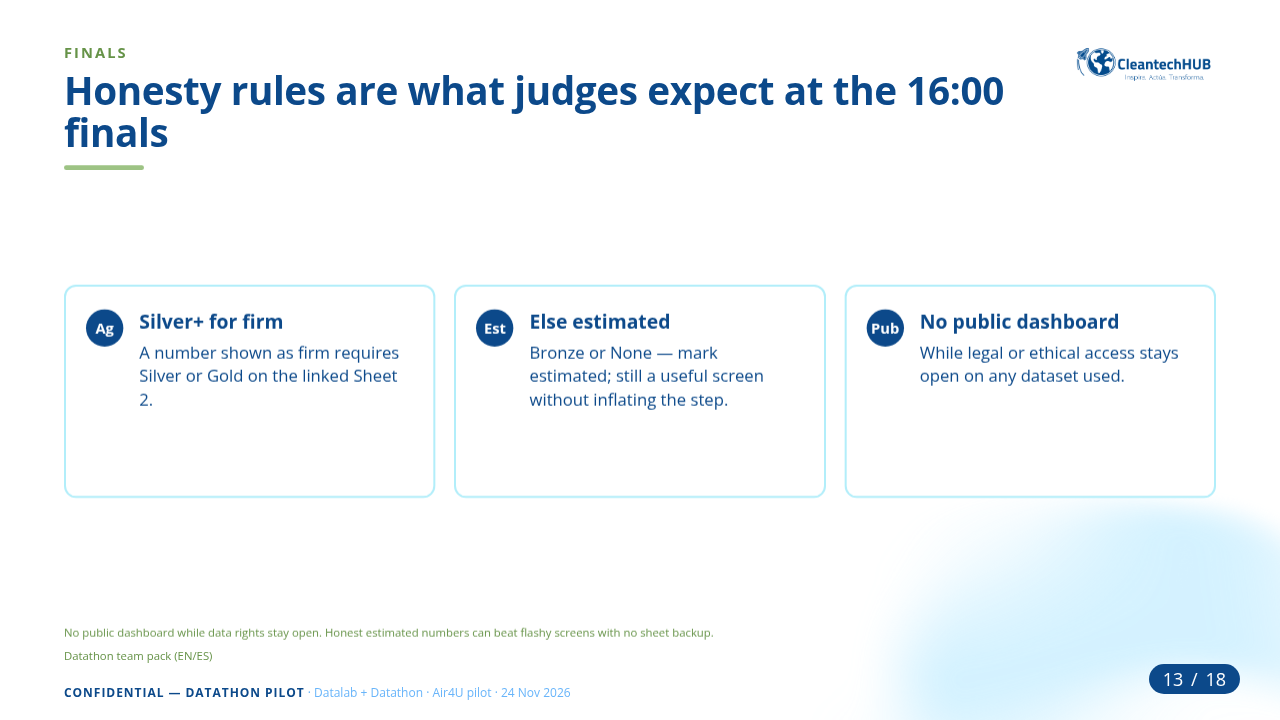 FINALS
Honesty rules are what judges expect at the 16:00
finals
CleantechHUB
Inspira. Actúa. Transforma.
Ag
Silver+ for firm
A number shown as firm requires
Silver or Gold on the linked Sheet
2.
Est
Else estimated
Bronze or None — mark
estimated; still a useful screen
without inflating the step.
Pub
No public dashboard
While legal or ethical access stays
open on any dataset used.
No public dashboard while data rights stay open. Honest estimated numbers can beat flashy screens with no sheet backup.
Datathon team pack (EN/ES)
CONFIDENTIAL — DATATHON PILOT · Datalab + Datathon · Air4U pilot · 24 Nov 2026
13 / 18